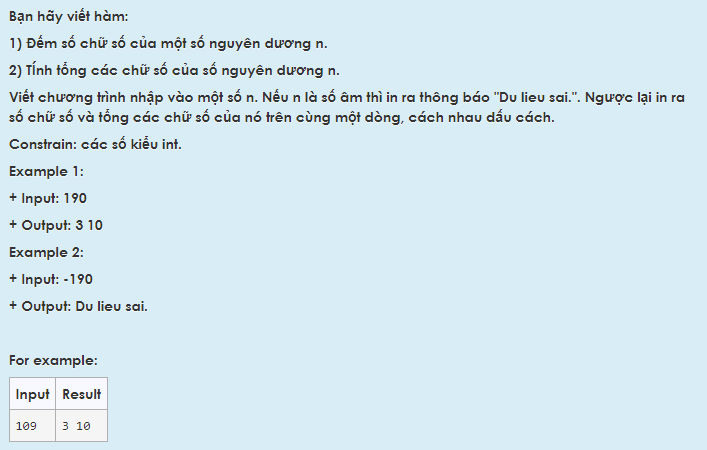 Bạn hãy viết hàm:
1) Đếm số chữ số của một số nguyên dương n.
2) Tính tổng các chữ số của số nguyên dương n.
Viết chương trình nhập vào một số n. Nếu n là số âm thì in ra thông báo "Du lieu sai.". Ngược lại in ra
số chữ số và tổng các chữ số của nó trên cùng một dòng, cách nhau dấu cách.
Constrain: các số kiểu int.
Example 1:
+ Input: 190
+ Output: 3 10
Example 2:
+ Input: -190
+ Output: Du lieu sai.
For example:
Input Result
109 3 10